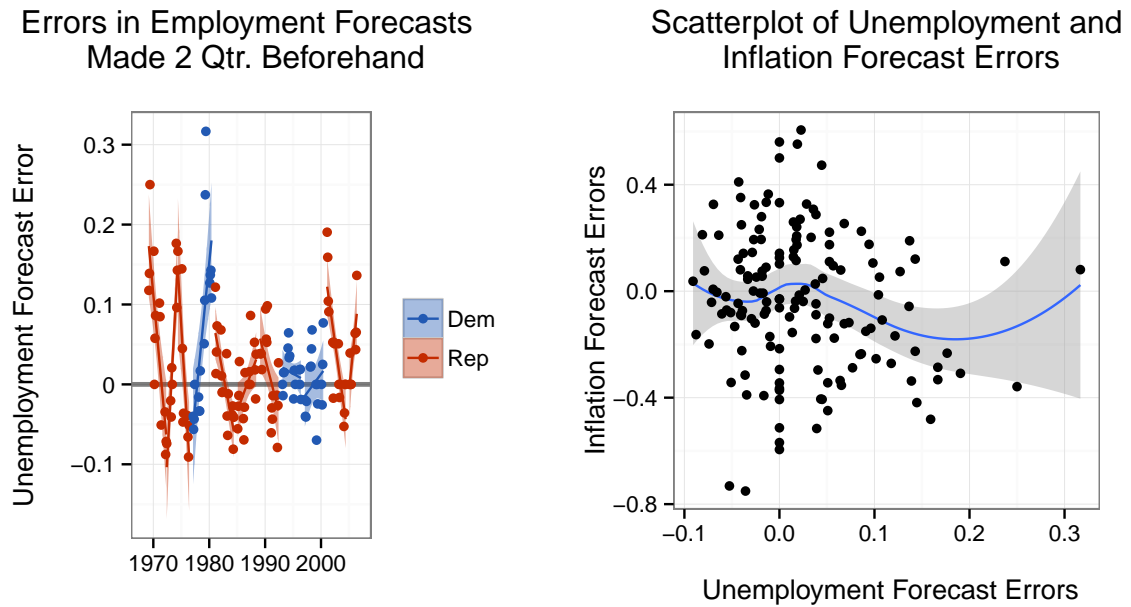 Errors in Employment Forecasts
Made 2 Qtr. Beforehand
Unemployment Forecast Error
0.3
0.2
0.1
0
−0.1
1970 1980 1990 2000
Dem
Rep
Scatterplot of Unemployment and
Inflation Forecast Errors
Inflation Forecast Errors
0.4
0.0
−0.4
−0.8
−0.1 0.0 0.1 0.2 0.3
Unemployment Forecast Errors